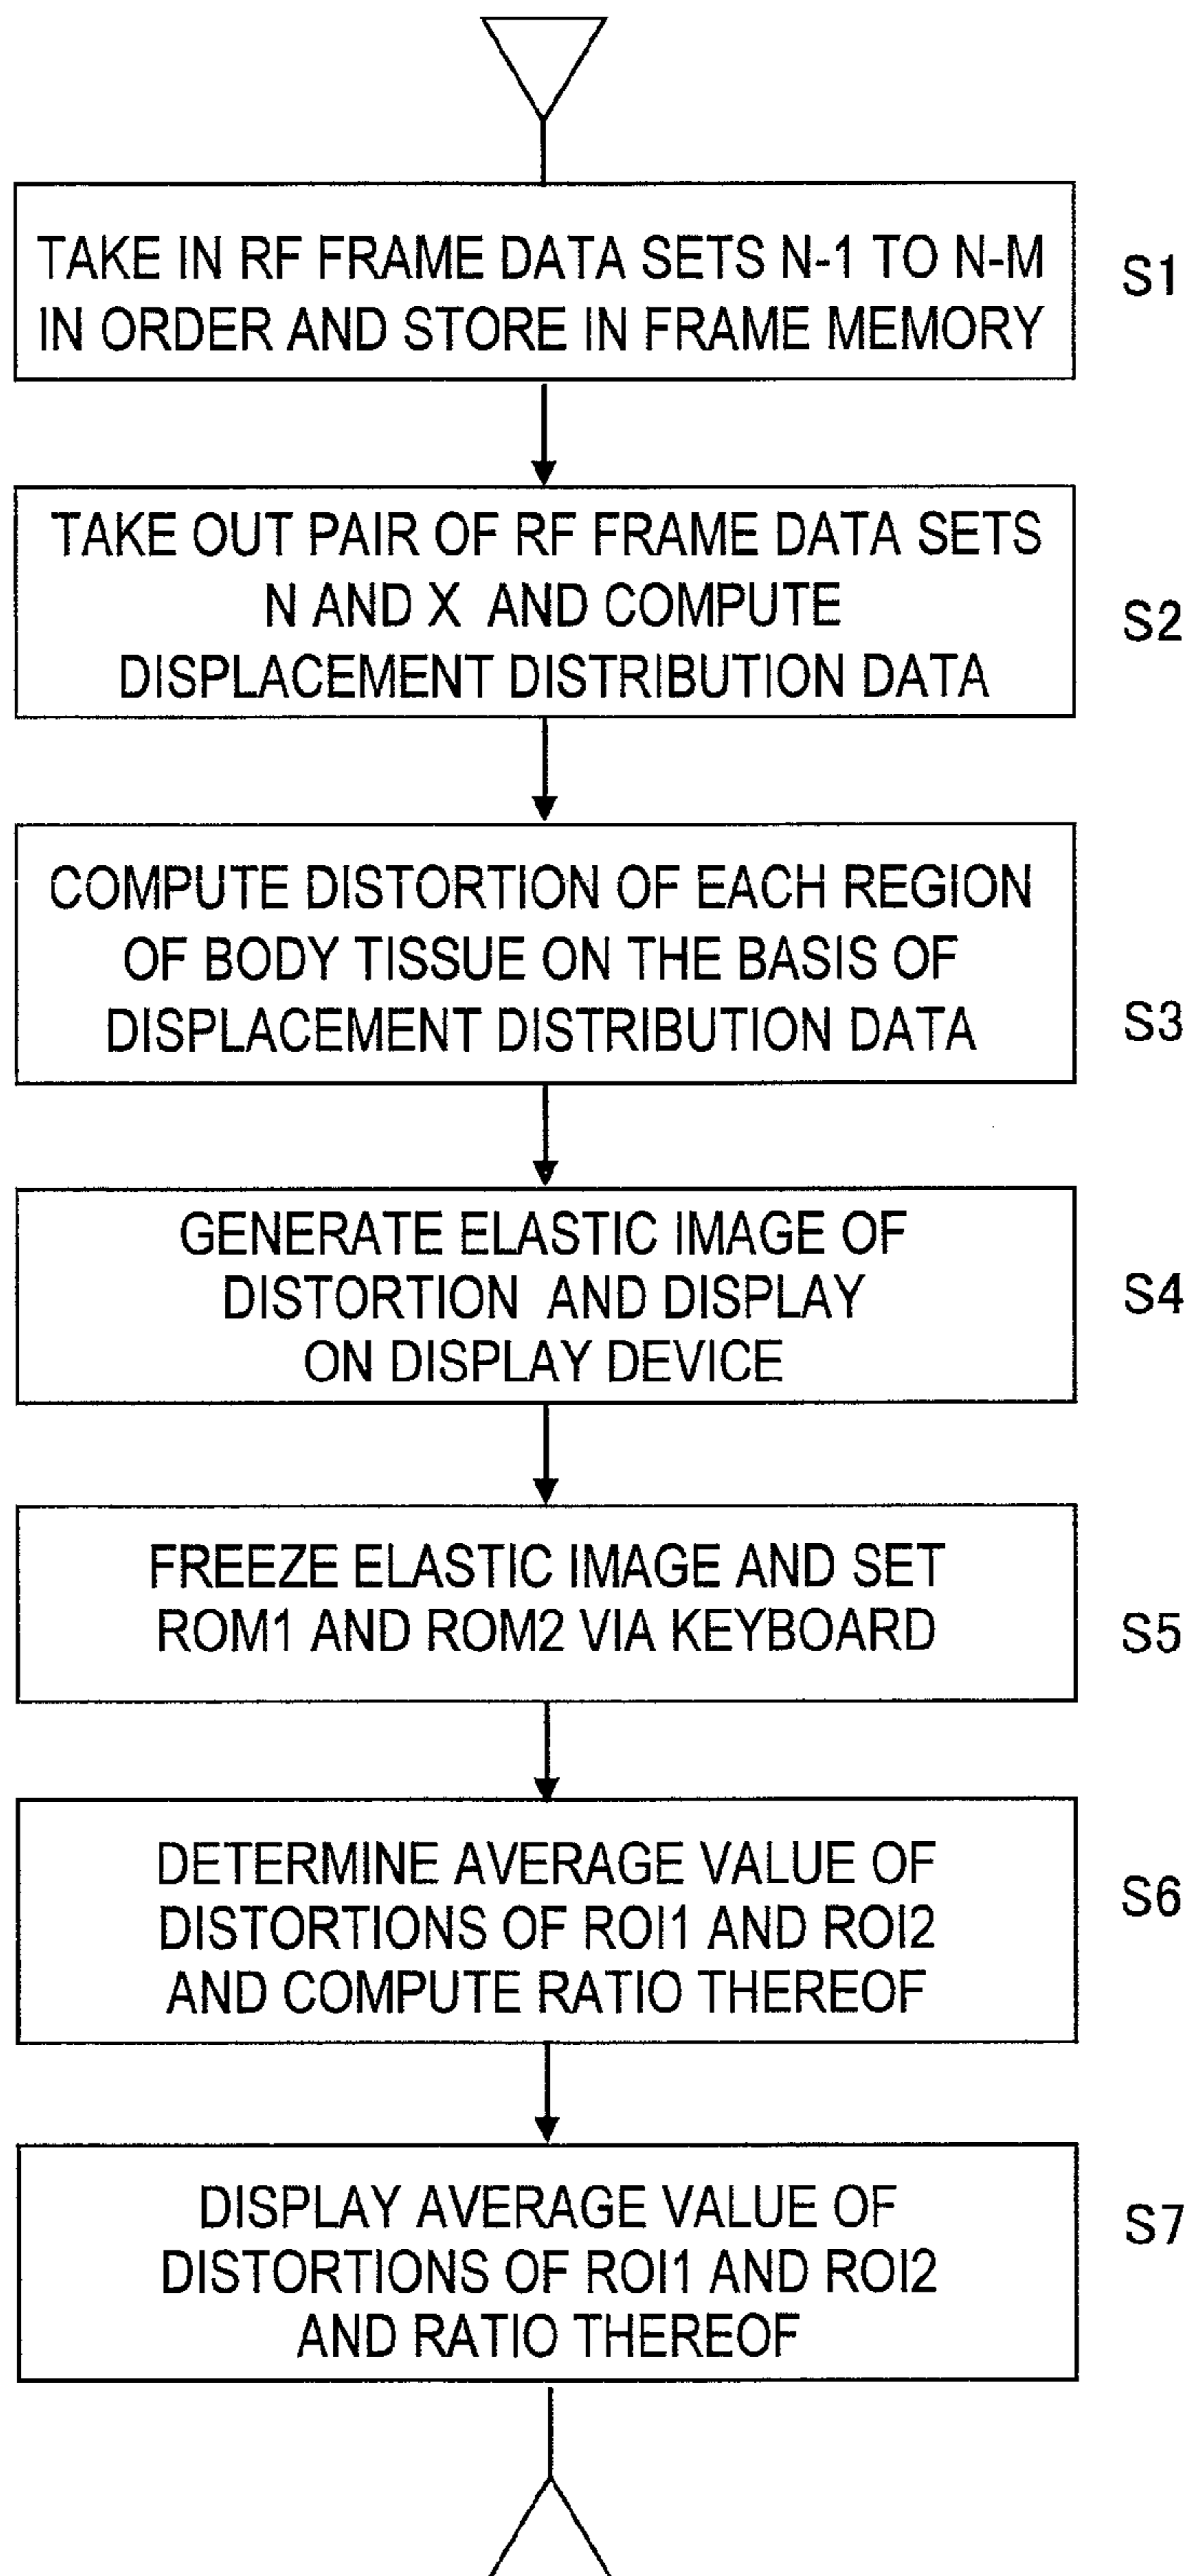 TAKE IN RF FRAME DATA SETS N-1 TO N-M
IN ORDER AND STORE IN FRAME MEMORY
S1
TAKE OUT PAIR OF RF FRAME DATA SETS
N AND X AND COMPUTE
DISPLACEMENT DISTRIBUTION DATA
S2
COMPUTE DISTORTION OF EACH REGION
OF BODY TISSUE ON THE BASIS OF
DISPLACEMENT DISTRIBUTION DATA
S3
GENERATE ELASTIC IMAGE OF
DISTORTION AND DISPLAY
ON DISPLAY DEVICE
S4
FREEZE ELASTIC IMAGE AND SET
ROM1 AND ROM2 VIA KEYBOARD
S5
DETERMINE AVERAGE VALUE OF
DISTORTIONS OF ROI1 AND ROI2
AND COMPUTE RATIO THEREOF
S6
DISPLAY AVERAGE VALUE OF
DISTORTIONS OF ROI1 AND ROI2
AND RATIO THEREOF
S7